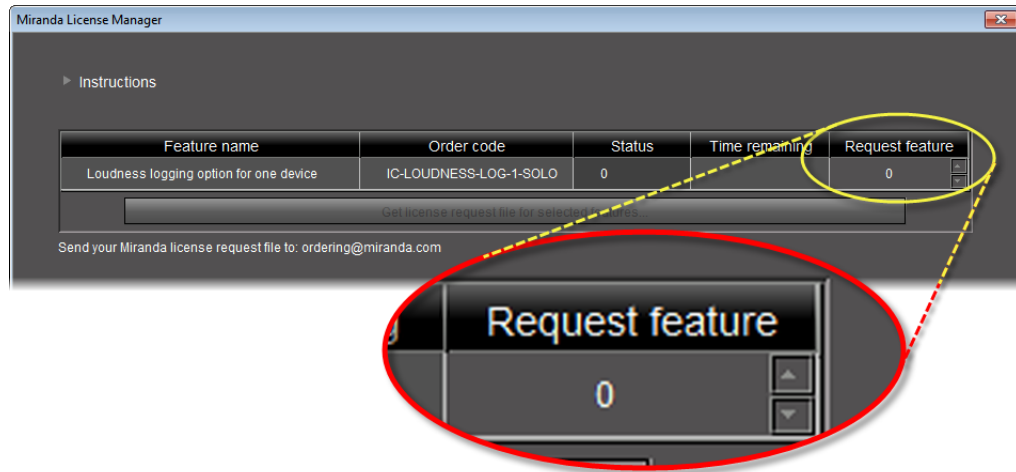 Miranda License Manager
Instructions
Feature name Order code Status Time remaining Request feature
Loudness logging option for one device IC-LOUDNESS-LOG-1-SOLO 0 0
Get license request file for selected features...
Send your Miranda license request file to: ordering@miranda.com
g Request feature
0